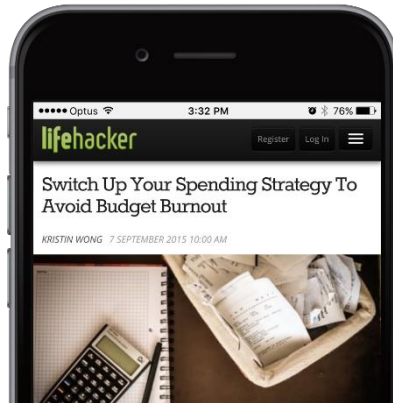 Optus 3:32 PM 76%
lifehacker Register Log In
Switch Up Your Spending Strategy To
Avoid Budget Burnout
KRISTIN WONG 7 SEPTEMBER 2015 10:00 AM